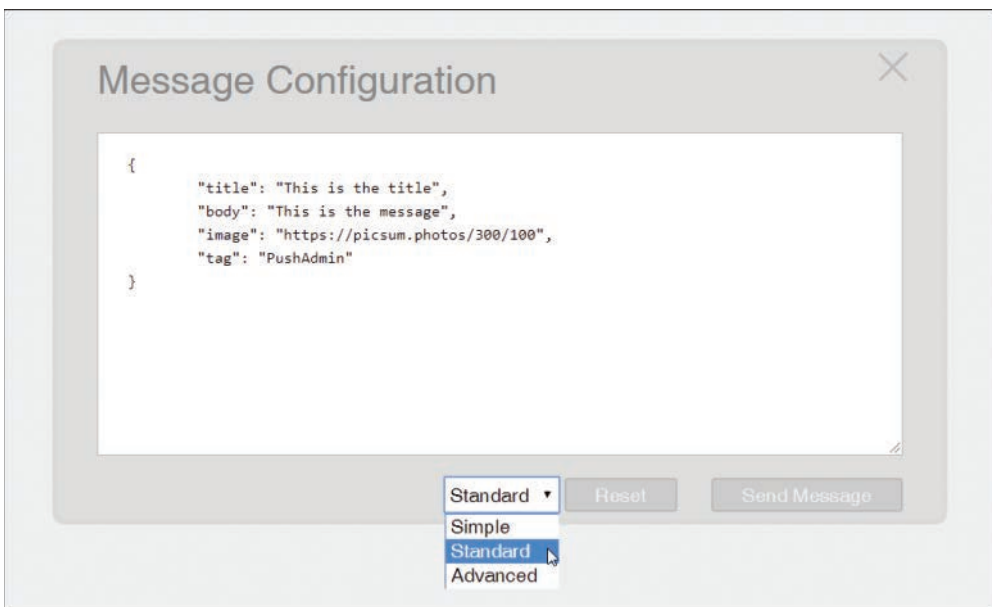 Message Configuration
{
"title": "This is the title",
"body": "This is the message",
"image": "https://picsum.photos/300/100",
"tag": "PushAdmin"
}
Standard Reset Send Message
Simple
Standard
Advanced